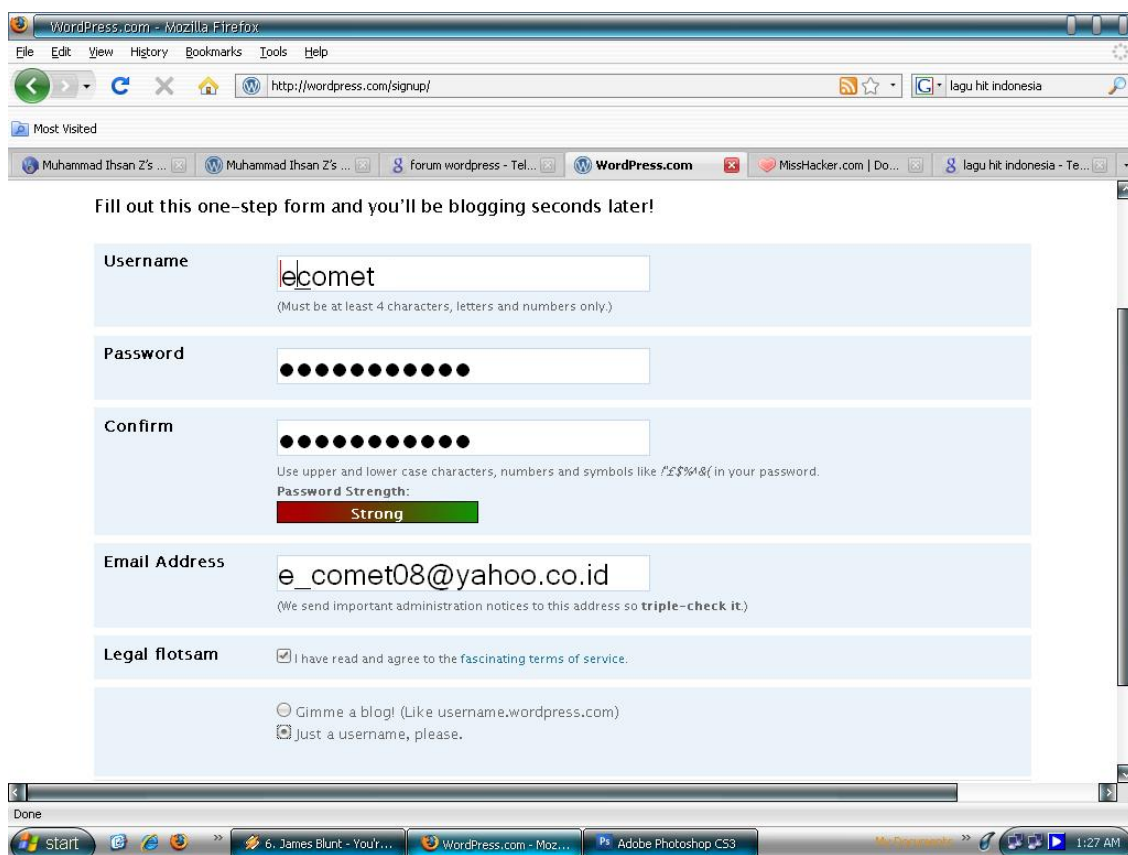 WordPress.com - Mozilla Firefox
File Edit View History Bookmarks Tools Help
http://wordpress.com/signup/ G lagu hit indonesia
Most Visited
Muhammad Ihsan Z's ... Muhammad Ihsan Z's ... forum wordpress - Tel... WordPress.com MissHacker.com | Do... lagu hit indonesia - Te...
Fill out this one-step form and you'll be blogging seconds later!
Username
ecomet
(Must be at least 4 characters, letters and numbers only.)
Password
●●●●●●●●●●●
Confirm
●●●●●●●●●●●
Use upper and lower case characters, numbers and symbols like !"£$%^&( in your password.
Password Strength:
Strong
Email Address
e_comet08@yahoo.co.id
(We send important administration notices to this address so triple-check it.)
Legal flotsam
I have read and agree to the fascinating terms of service.
Gimme a blog! (Like username.wordpress.com)
Just a username, please.
Done
start 6. James Blunt - You'r... WordPress.com - Moz... Ps Adobe Photoshop CS3 My Documents 1:27 AM